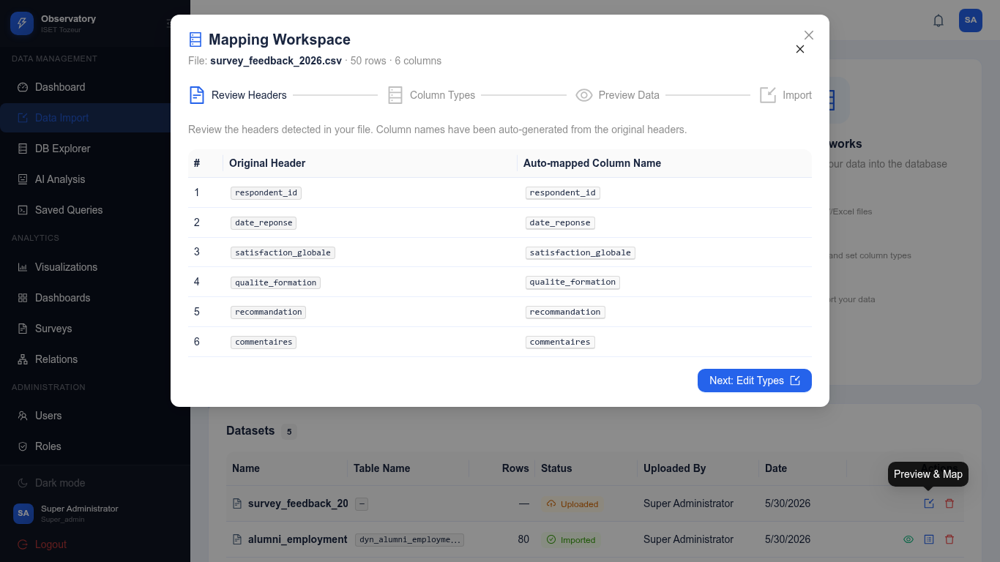 Observatory
ISET Tozeur
DATA MANAGEMENT
Dashboard
Data Import
DB Explorer
AI Analysis
Saved Queries
ANALYTICS
Visualizations
Dashboards
Surveys
Relations
ADMINISTRATION
Users
Roles
Dark mode
SA
Super Administrator
Super_admin
Logout
SA
Mapping Workspace
File: survey_feedback_2026.csv · 50 rows · 6 columns
Review Headers
Column Types
Preview Data
Import
Review the headers detected in your file. Column names have been auto-generated from the original headers.
# Original Header Auto-mapped Column Name
1 respondent_id respondent_id
2 date_reponse date_reponse
3 satisfaction_globale satisfaction_globale
4 qualite_formation qualite_formation
5 recommandation recommandation
6 commentaires commentaires
Next: Edit Types
works
our data into the database
/Excel files
and set column types
rt your data
Datasets 5
Name Table Name Rows Status Uploaded By Date Actions
Preview & Map
survey_feedback_20 — — Uploaded Super Administrator 5/30/2026
alumni_employment dyn_alumni_employme... 80 Imported Super Administrator 5/30/2026